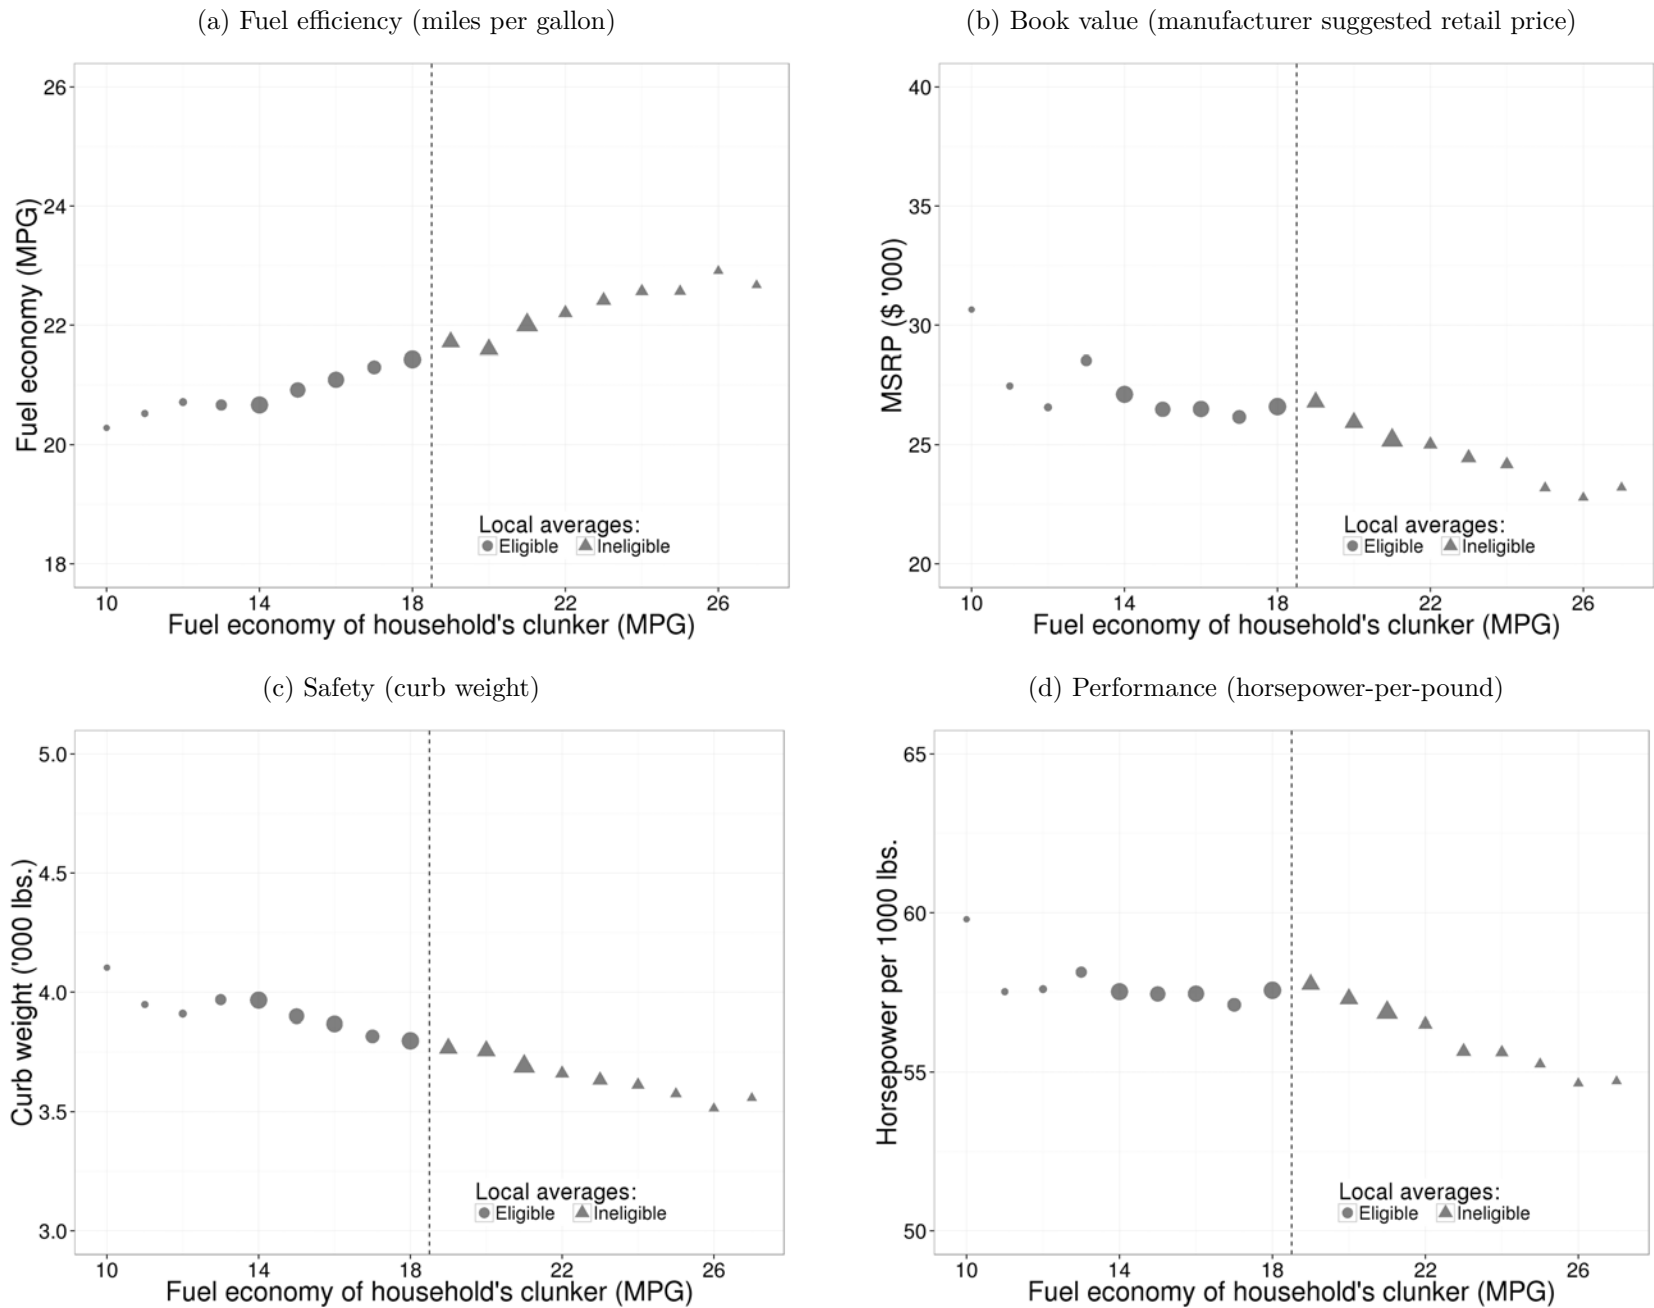 (a) Fuel efficiency (miles per gallon)
26
24
22
20
18
Fuel economy (MPG)
Local averages:
Eligible Ineligible
10 14 18 22 26
Fuel economy of household's clunker (MPG)
(b) Book value (manufacturer suggested retail price)
40
35
30
25
20
MSRP ($ '000)
Local averages:
Eligible Ineligible
10 14 18 22 26
Fuel economy of household's clunker (MPG)
(c) Safety (curb weight)
5.0
4.5
4.0
3.5
3.0
Curb weight ('000 lbs.)
Local averages:
Eligible Ineligible
10 14 18 22 26
Fuel economy of household's clunker (MPG)
(d) Performance (horsepower-per-pound)
65
60
55
50
Horsepower per 1000 lbs.
Local averages:
Eligible Ineligible
10 14 18 22 26
Fuel economy of household's clunker (MPG)